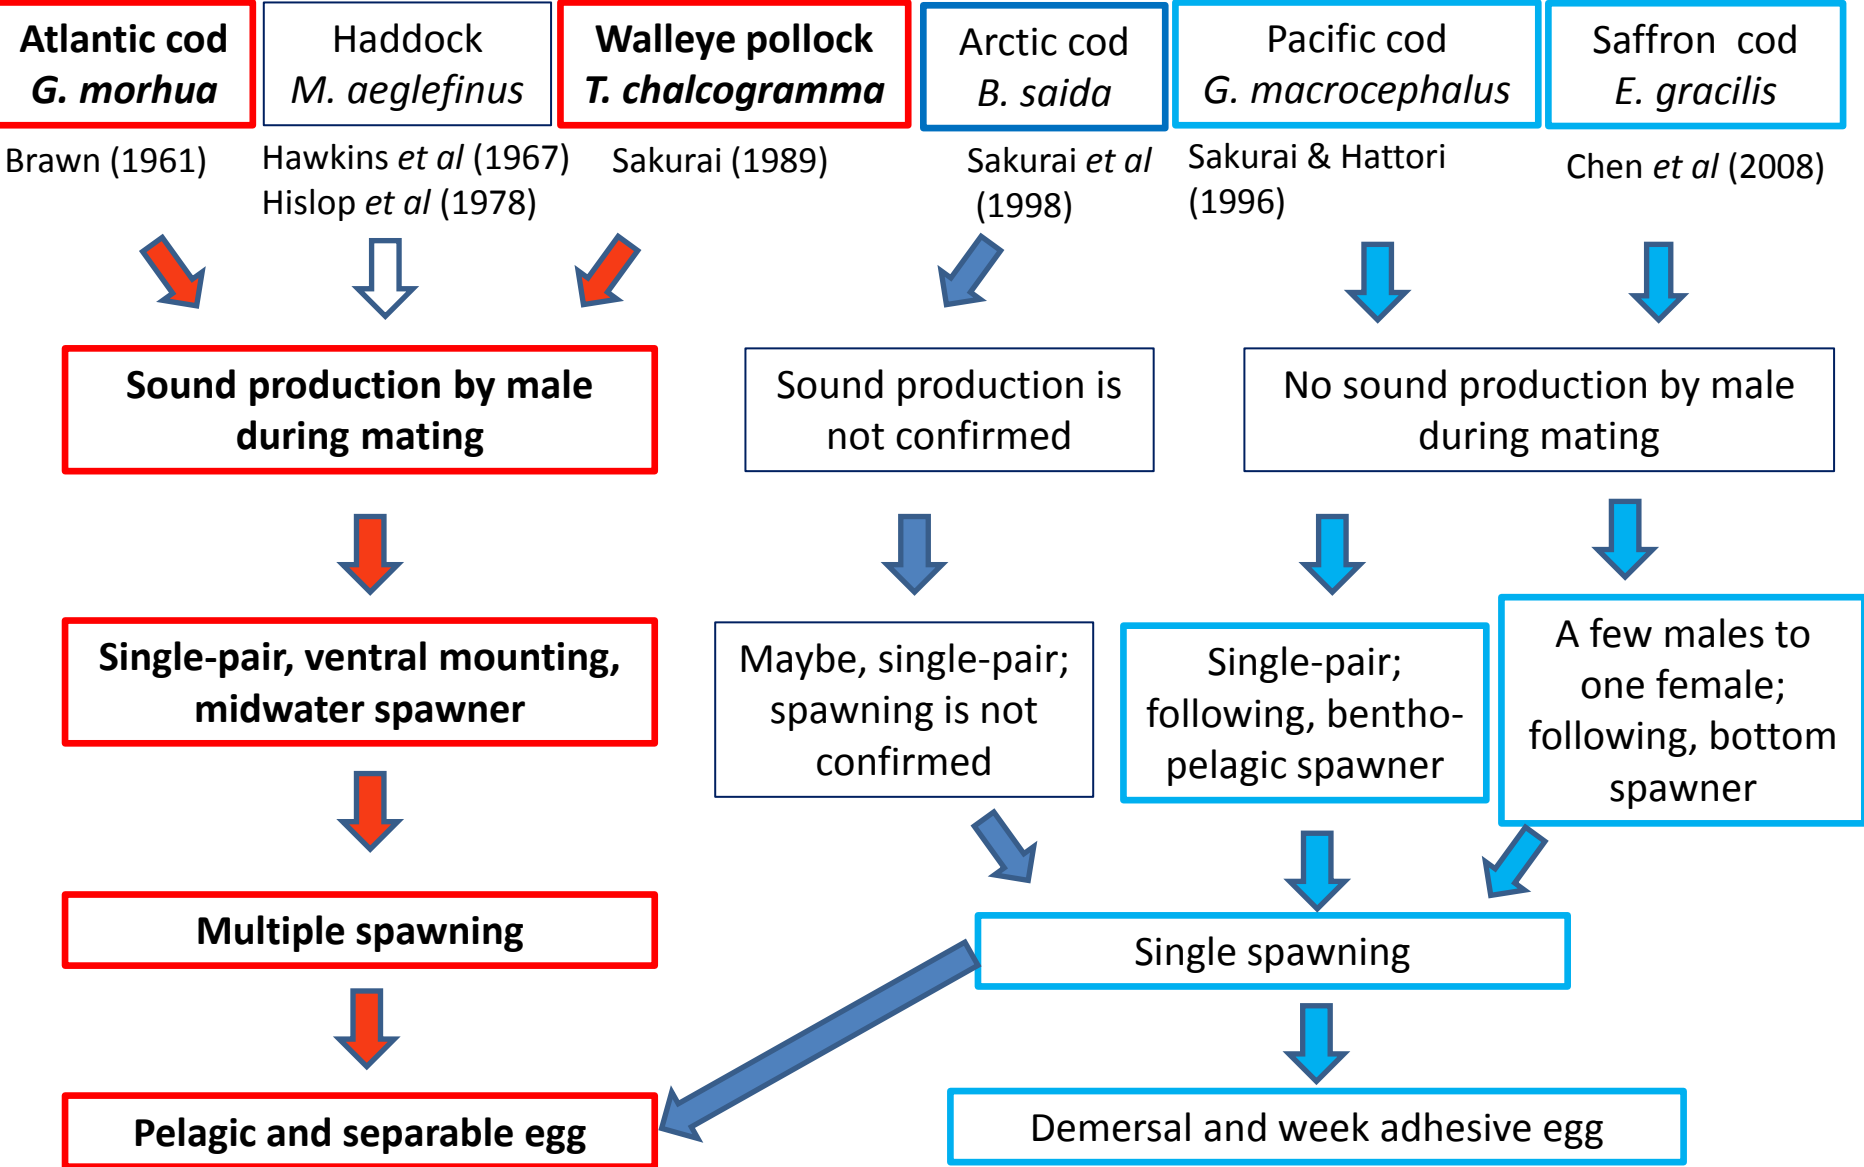 Atlantic cod
G. morhua
Haddock
M. aeglefinus
Walleye pollock
T. chalcogramma
Arctic cod
B. saida
Pacific cod
G. macrocephalus
Saffron cod
E. gracilis
Brawn (1961)
Hawkins et al (1967)
Hislop et al (1978)
Sakurai (1989)
Sakurai et al
(1998)
Sakurai & Hattori
(1996)
Chen et al (2008)
Sound production by male
during mating
Sound production is
not confirmed
No sound production by male
during mating
Single-pair, ventral mounting,
midwater spawner
Maybe, single-pair;
spawning is not
confirmed
Single-pair;
following, bentho-
pelagic spawner
A few males to
one female;
following, bottom
spawner
Multiple spawning
Single spawning
Pelagic and separable egg
Demersal and week adhesive egg